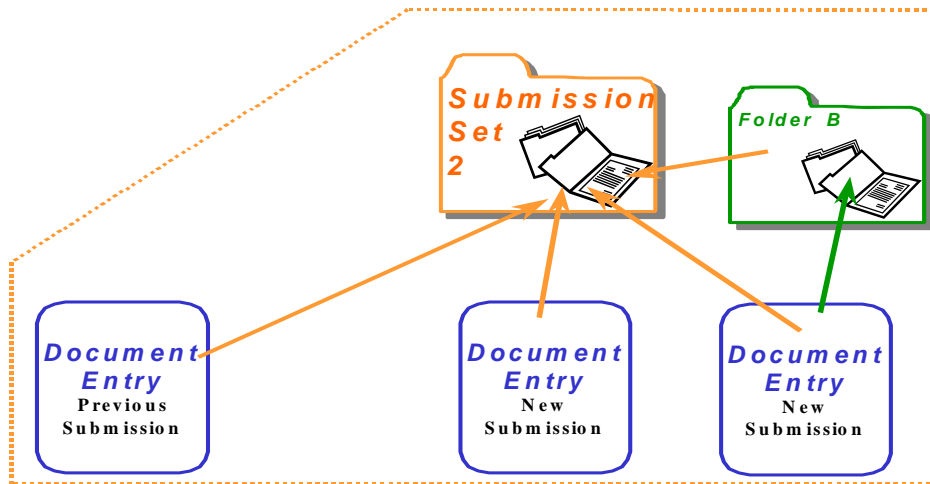 Submission
Set
2
Folder B
Document
Entry
Previous
Submission
Document
Entry
New
Submission
Document
Entry
New
Submission